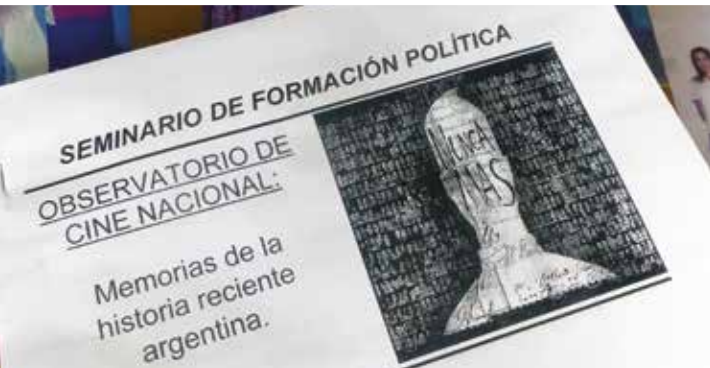 SEMINARIO DE FORMACIÓN POLÍTICA
OBSERVATORIO DE
CINE NACIONAL:
Memorias de la
historia reciente
argentina.
NUNCA
MAS